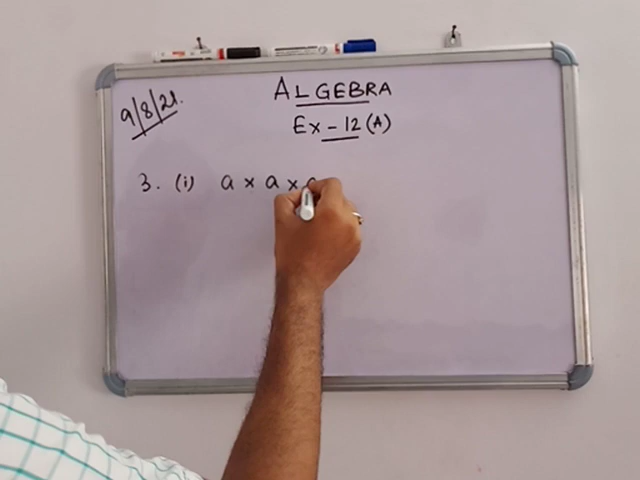 9/8/21.
ALGEBRA
Ex - 12 (A)
3. (i) a × a ×